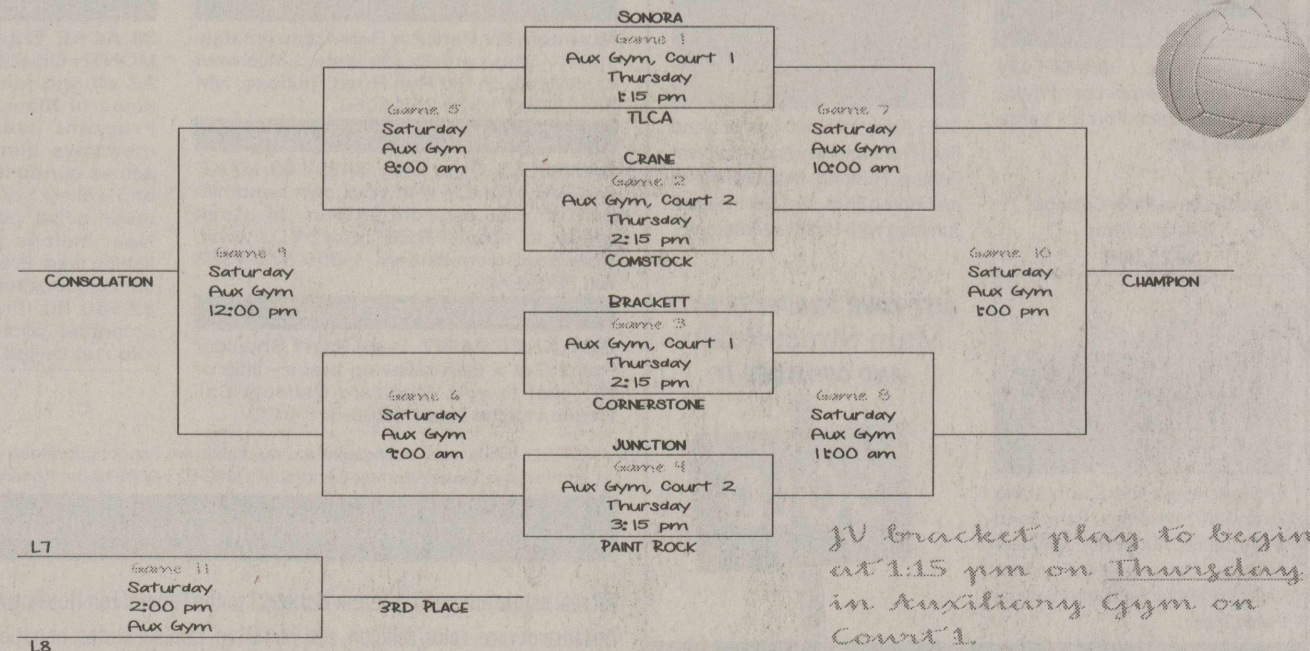 SONORA
Game 1
Aux Gym, Court 1
Thursday
1:15 pm
TLCA
CRANE
Game 2
Aux Gym, Court 2
Thursday
2:15 pm
COMSTOCK
BRACKETT
Game 3
Aux Gym, Court 1
Thursday
2:15 pm
CORNERSTONE
JUNCTION
Game 4
Aux Gym, Court 2
Thursday
3:15 pm
PAINT ROCK
Game 5
Saturday
Aux Gym
8:00 am
Game 6
Saturday
Aux Gym
9:00 am
Game 7
Saturday
Aux Gym
10:00 am
Game 8
Saturday
Aux Gym
11:00 am
Game 9
Saturday
Aux Gym
12:00 pm
CONSOLATION
Game 10
Saturday
Aux Gym
1:00 pm
CHAMPION
L7
Game 11
Saturday
2:00 pm
Aux Gym
L8
3RD PLACE
JV bracket play to begin
at 1:15 pm on Thursday
in Auxiliary Gym on
Court 1.